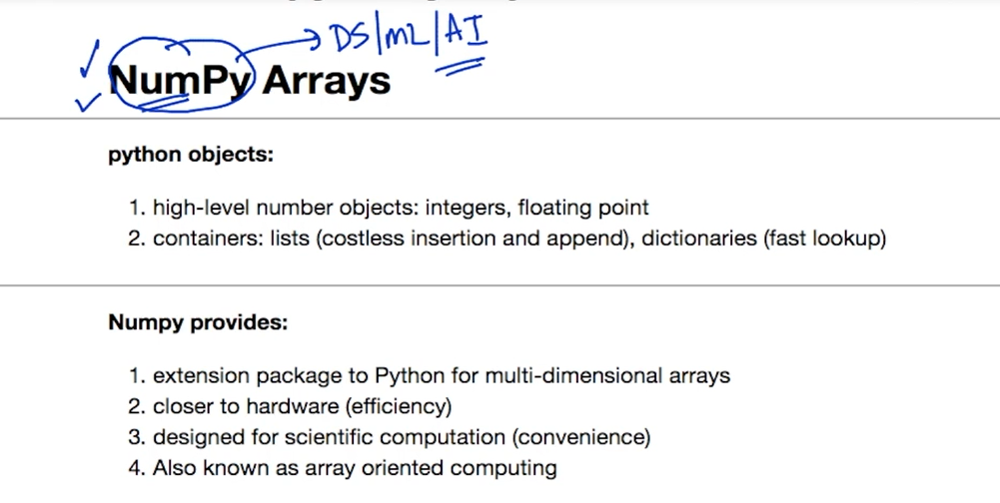 DS/ML/AI
NumPy Arrays
python objects:
1. high-level number objects: integers, floating point
2. containers: lists (costless insertion and append), dictionaries (fast lookup)
Numpy provides:
1. extension package to Python for multi-dimensional arrays
2. closer to hardware (efficiency)
3. designed for scientific computation (convenience)
4. Also known as array oriented computing